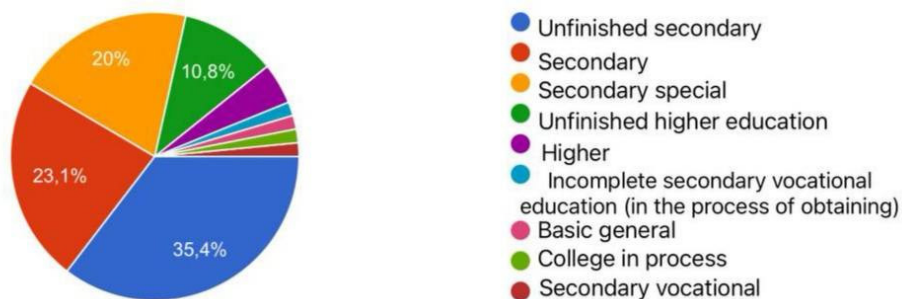 20%
10,8%
23,1%
35,4%
Unfinished secondary
Secondary
Secondary special
Unfinished higher education
Higher
Incomplete secondary vocational
education (in the process of obtaining)
Basic general
College in process
Secondary vocational